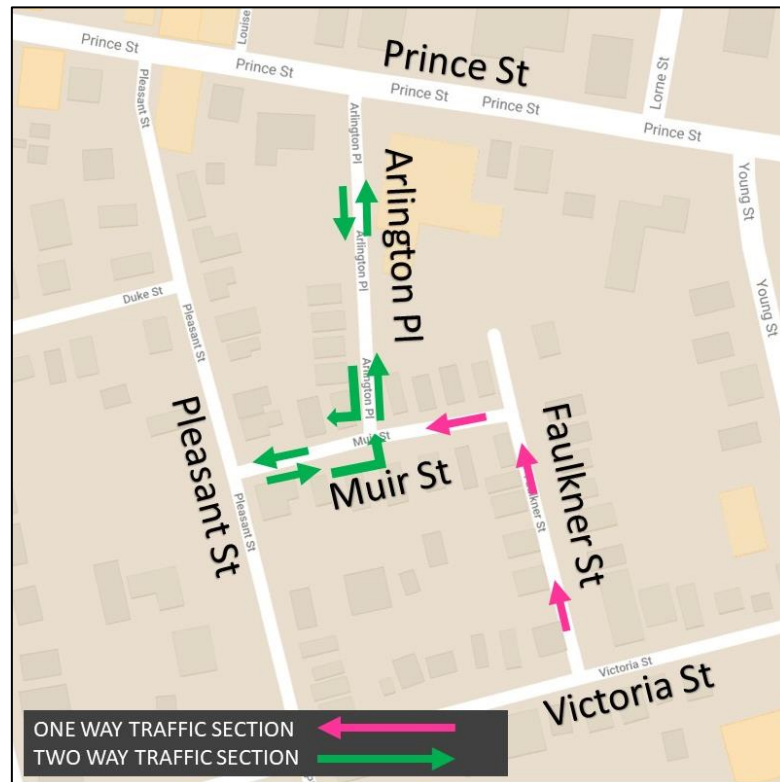 Louise
Prince St
Prince St
Prince St
Prince St
Prince St
Prince St
Lorne St
Pleasant St
Arlington Pl
Arlington Pl
Young St
Young St
Arlington Pl
Duke St
Pleasant St
Arlington Pl
Pleasant St
Muir St
Muir St
Faulkner St
Pleasant St
Victoria St
Victoria St
ONE WAY TRAFFIC SECTION
TWO WAY TRAFFIC SECTION